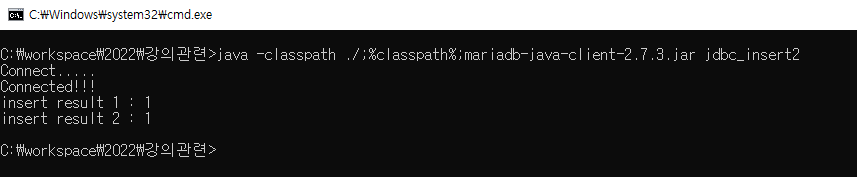 C:₩Windows₩system32₩cmd.exe
C:₩workspace₩2022₩강의관련>java -classpath ./;%classpath%;mariadb-java-client-2.7.3.jar jdbc_insert2
Connect.....
Connected!!!
insert result 1 : 1
insert result 2 : 1
C:₩workspace₩2022₩강의관련>